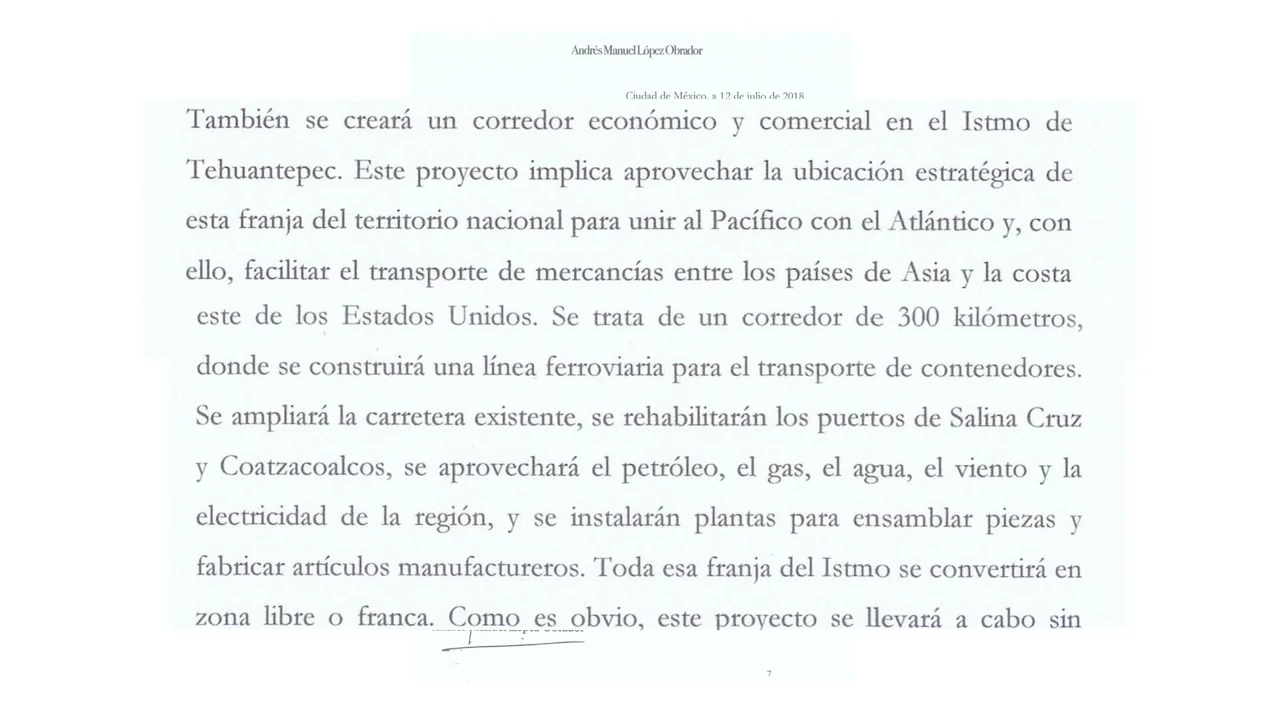 Andrés Manuel López Obrador
Ciudad de México, a 12 de julio de 2018
También se creará un corredor económico y comercial en el Istmo de
Tehuantepec. Este proyecto implica aprovechar la ubicación estratégica de
esta franja del territorio nacional para unir al Pacífico con el Atlántico y, con
ello, facilitar el transporte de mercancías entre los países de Asia y la costa
este de los Estados Unidos. Se trata de un corredor de 300 kilómetros,
donde se construirá una línea ferroviaria para el transporte de contenedores.
Se ampliará la carretera existente, se rehabilitarán los puertos de Salina Cruz
y Coatzacoalcos, se aprovechará el petróleo, el gas, el agua, el viento y la
electricidad de la región, y se instalarán plantas para ensamblar piezas y
fabricar artículos manufactureros. Toda esa franja del Istmo se convertirá en
zona libre o franca. Como es obvio, este proyecto se llevará a cabo sin
7